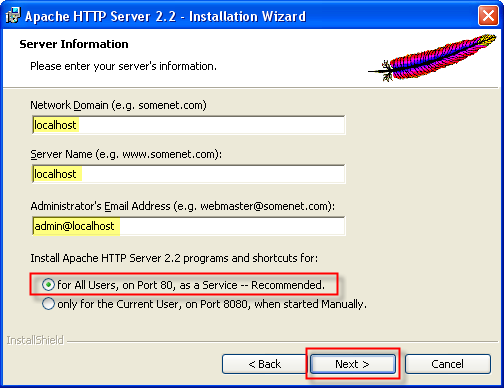 Apache HTTP Server 2.2 - Installation Wizard
Server Information
Please enter your server's information.
Network Domain (e.g. somenet.com)
localhost
Server Name (e.g. www.somenet.com):
localhost
Administrator's Email Address (e.g. webmaster@somenet.com):
admin@localhost
Install Apache HTTP Server 2.2 programs and shortcuts for:
for All Users, on Port 80, as a Service -- Recommended.
only for the Current User, on Port 8080, when started Manually.
InstallShield
< Back
Next >
Cancel